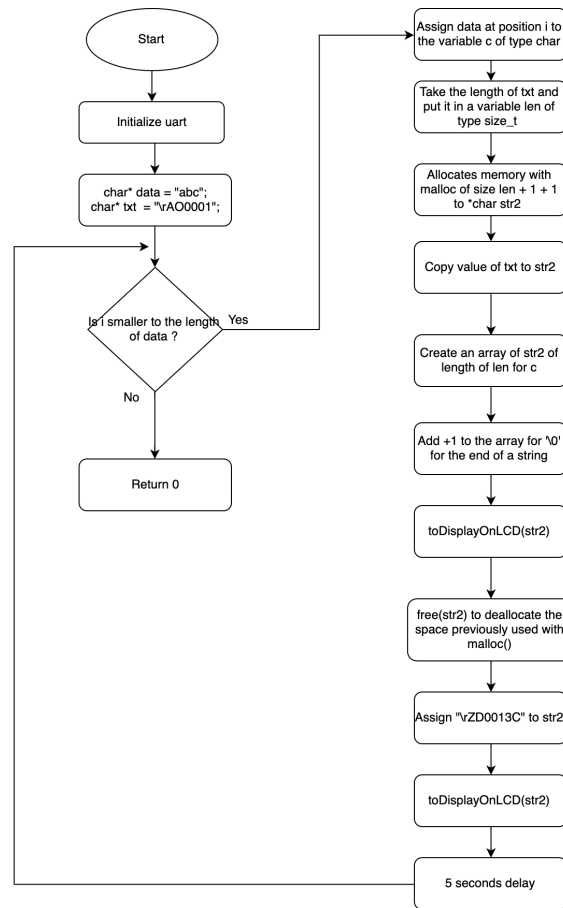 Start
Initialize uart
char* data = "abc";
char* txt = "\rAO0001";
Is i smaller to the length
of data ?
Yes
No
Return 0
Assign data at position i to
the variable c of type char
Take the length of txt and
put it in a variable len of
type size_t
Allocates memory with
malloc of size len + 1 + 1
to *char str2
Copy value of txt to str2
Create an array of str2 of
length of len for c
Add +1 to the array for '\0'
for the end of a string
toDisplayOnLCD(str2)
free(str2) to deallocate the
space previously used with
malloc()
Assign "\rZD0013C" to str2
toDisplayOnLCD(str2)
5 seconds delay